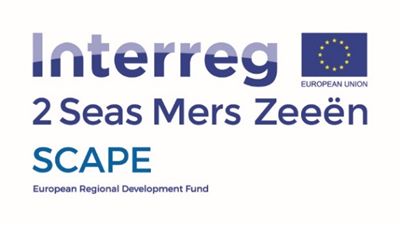 Interreg
EUROPEAN UNION
2 Seas Mers Zeeën
SCAPE
European Regional Development Fund